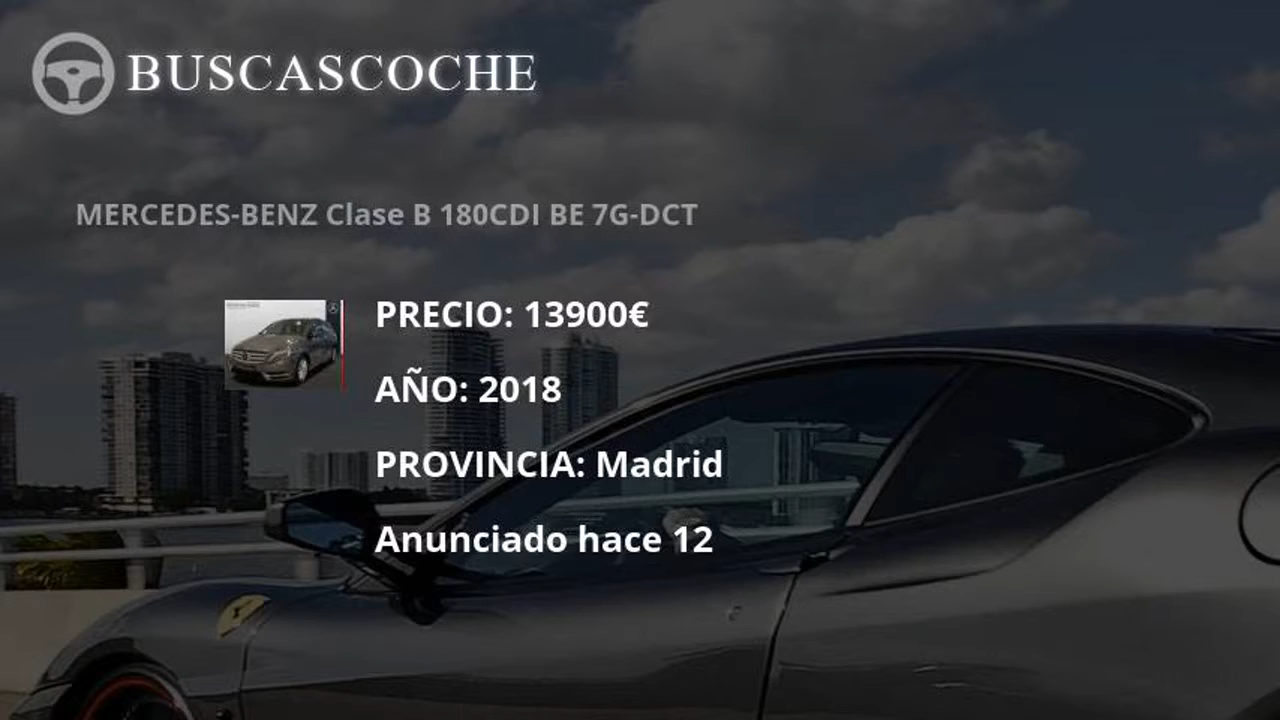 BUSCASCOCHE
MERCEDES-BENZ Clase B 180CDI BE 7G-DCT
PRECIO: 13900€
AÑO: 2018
PROVINCIA: Madrid
Anunciado hace 12